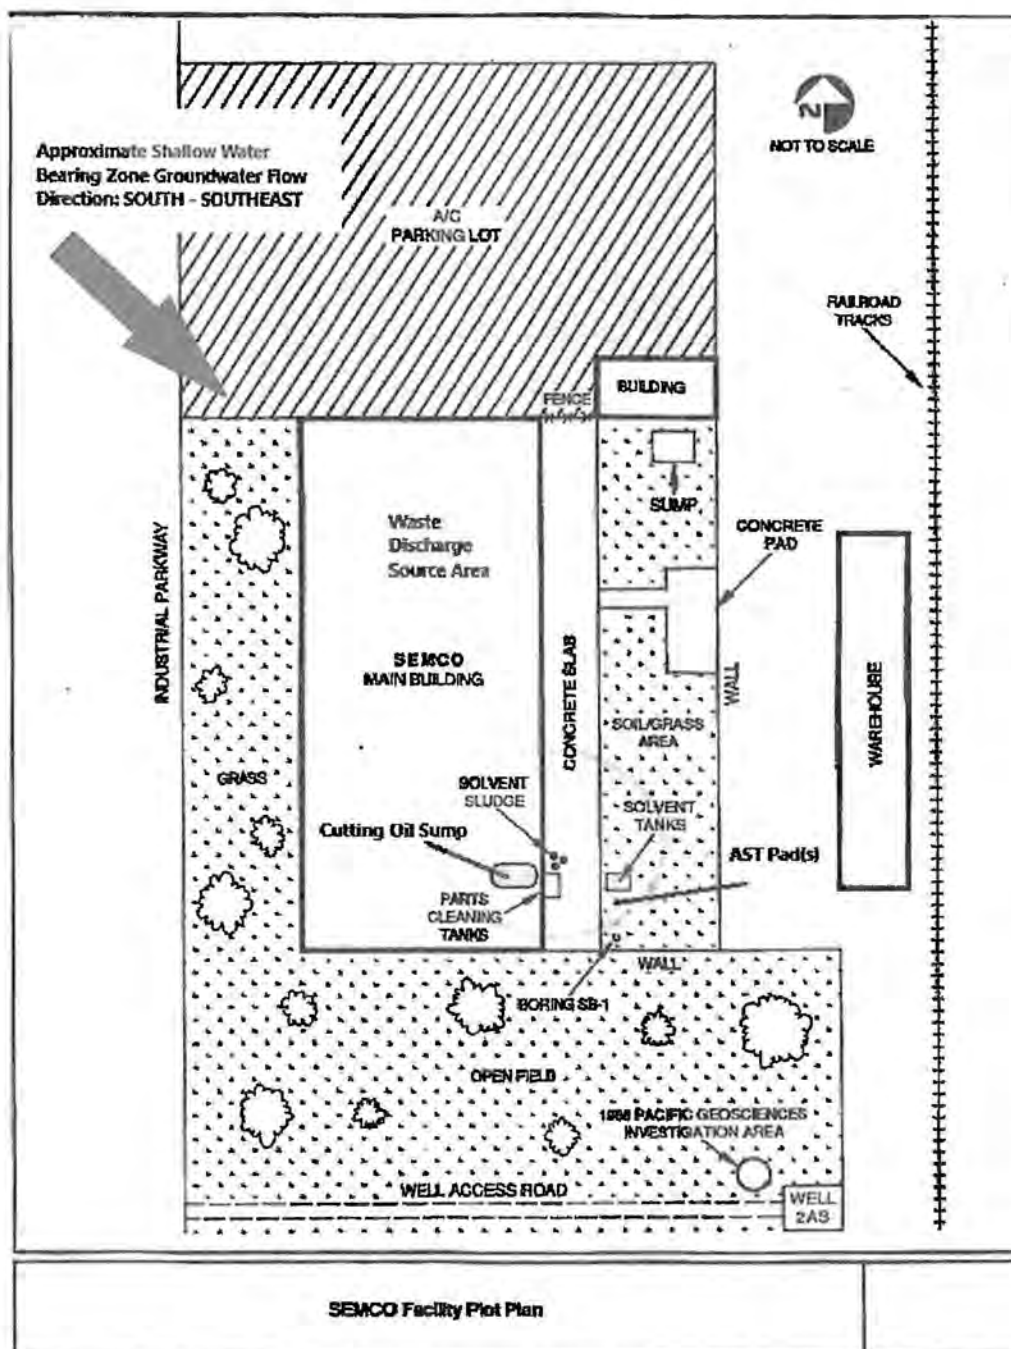 NOT TO SCALE
Approximate Shallow Water
Bearing Zone Groundwater Flow
Direction: SOUTH - SOUTHEAST
A/C
PARKING LOT
RAILROAD
TRACKS
BUILDING
FENCE
SUMP
CONCRETE
PAD
Waste
Discharge
Source Area
INDUSTRIAL PARKWAY
SEMCO
MAIN BUILDING
CONCRETE SLAB
WALL
WAREHOUSE
SOIL/GRASS
AREA
GRASS
SOLVENT
SLUDGE
SOLVENT
TANKS
Cutting Oil Sump
AST Pad(s)
PARTS
CLEANING
TANKS
WALL
BORING SB-1
OPEN FIELD
PACIFIC GEOSCIENCES
INVESTIGATION AREA
WELL ACCESS ROAD
WELL
2AS
SEMCO Facility Plot Plan